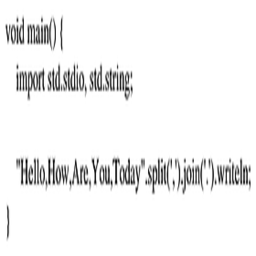 void main() {
import std.stdio, std.string;
"Hello,How,Are,You,Today".split(',').join('.').writeln;
}